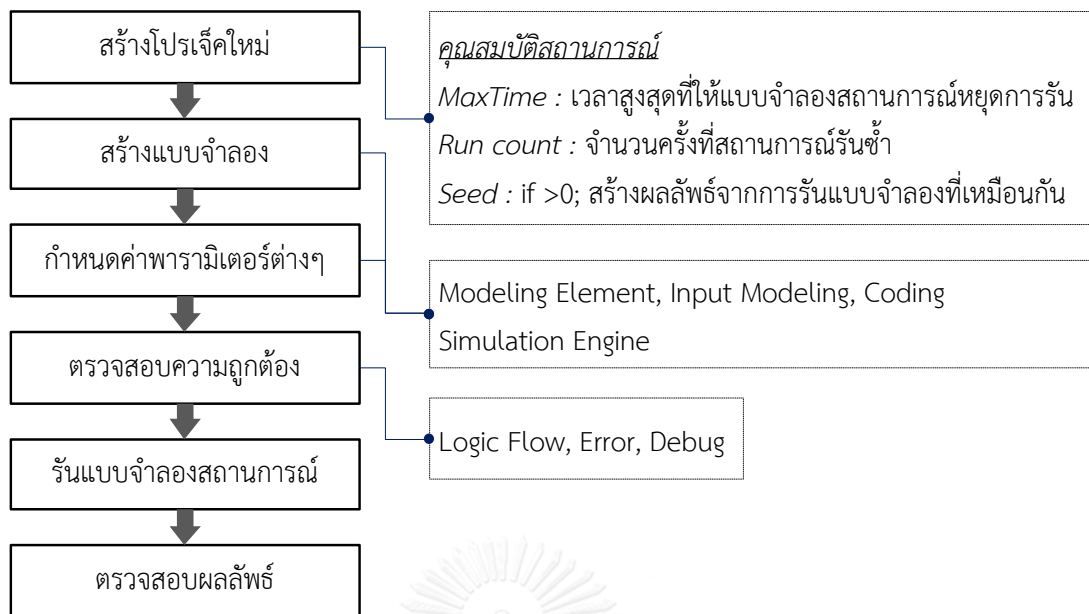 สร้างโปรเจ็คใหม่
สร้างแบบจำลอง
กำหนดค่าพารามิเตอร์ต่างๆ
ตรวจสอบความถูกต้อง
รันแบบจำลองสถานการณ์
ตรวจสอบผลลัพธ์
คุณสมบัติสถานการณ์
MaxTime : เวลาสูงสุดที่ให้แบบจำลองสถานการณ์หยุดการรัน
Run count : จำนวนครั้งที่สถานการณ์รันซ้ำ
Seed : if >0; สร้างผลลัพธ์จากการรันแบบจำลองที่เหมือนกัน
Modeling Element, Input Modeling, Coding
Simulation Engine
Logic Flow, Error, Debug